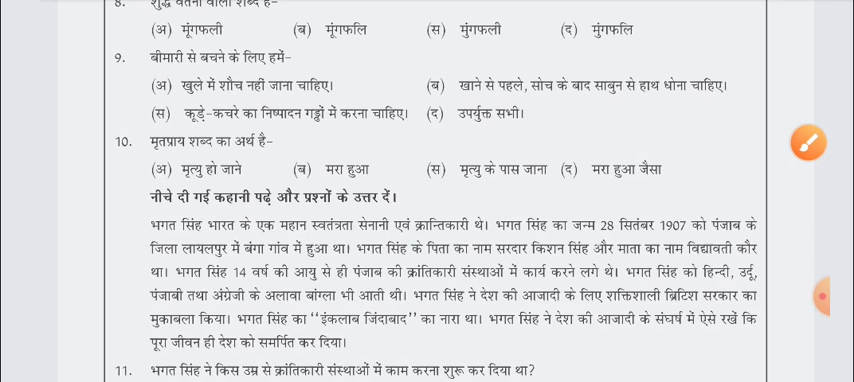 8. शुद्ध वर्तनी वाला शब्द है-
(अ) मूंगफली (ब) मूंगफलि (स) मुंगफली (द) मुंगफलि
9. बीमारी से बचने के लिए हमें-
(अ) खुले में शौच नहीं जाना चाहिए। (ब) खाने से पहले, सोच के बाद साबुन से हाथ धोना चाहिए।
(स) कूड़े-कचरे का निष्पादन गड्ढों में करना चाहिए। (द) उपर्युक्त सभी।
10. मृतप्राय शब्द का अर्थ है-
(अ) मृत्यु हो जाने (ब) मरा हुआ (स) मृत्यु के पास जाना (द) मरा हुआ जैसा
नीचे दी गई कहानी पढ़े और प्रश्नों के उत्तर दें।
भगत सिंह भारत के एक महान स्वतंत्रता सेनानी एवं क्रान्तिकारी थे। भगत सिंह का जन्म 28 सितंबर 1907 को पंजाब के
जिला लायलपुर में बंगा गांव में हुआ था। भगत सिंह के पिता का नाम सरदार किशन सिंह और माता का नाम विद्यावती कौर
था। भगत सिंह 14 वर्ष की आयु से ही पंजाब की क्रांतिकारी संस्थाओं में कार्य करने लगे थे। भगत सिंह को हिन्दी, उर्दू,
पंजाबी तथा अंग्रेजी के अलावा बांग्ला भी आती थी। भगत सिंह ने देश की आजादी के लिए शक्तिशाली ब्रिटिश सरकार का
मुकाबला किया। भगत सिंह का ‘‘इंकलाब जिंदाबाद’’ का नारा था। भगत सिंह ने देश की आजादी के संघर्ष में ऐसे रखें कि
पूरा जीवन ही देश को समर्पित कर दिया।
11. भगत सिंह ने किस उम्र से क्रांतिकारी संस्थाओं में काम करना शुरू कर दिया था?